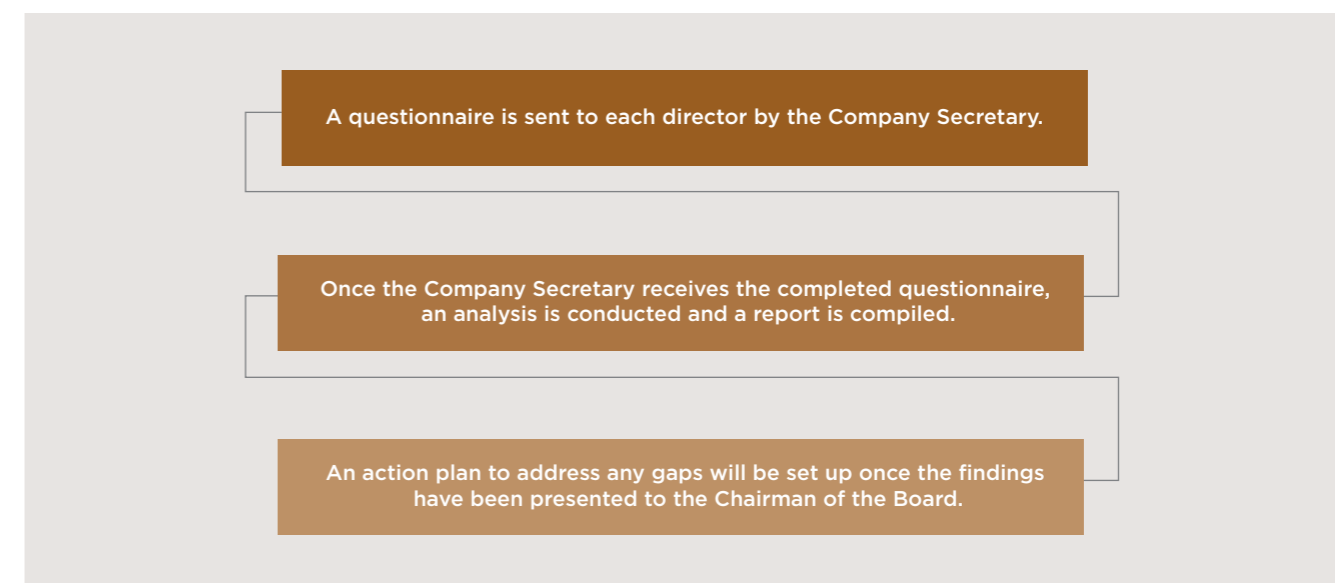 A questionnaire is sent to each director by the Company Secretary.
Once the Company Secretary receives the completed questionnaire,
an analysis is conducted and a report is compiled.
An action plan to address any gaps will be set up once the findings
have been presented to the Chairman of the Board.